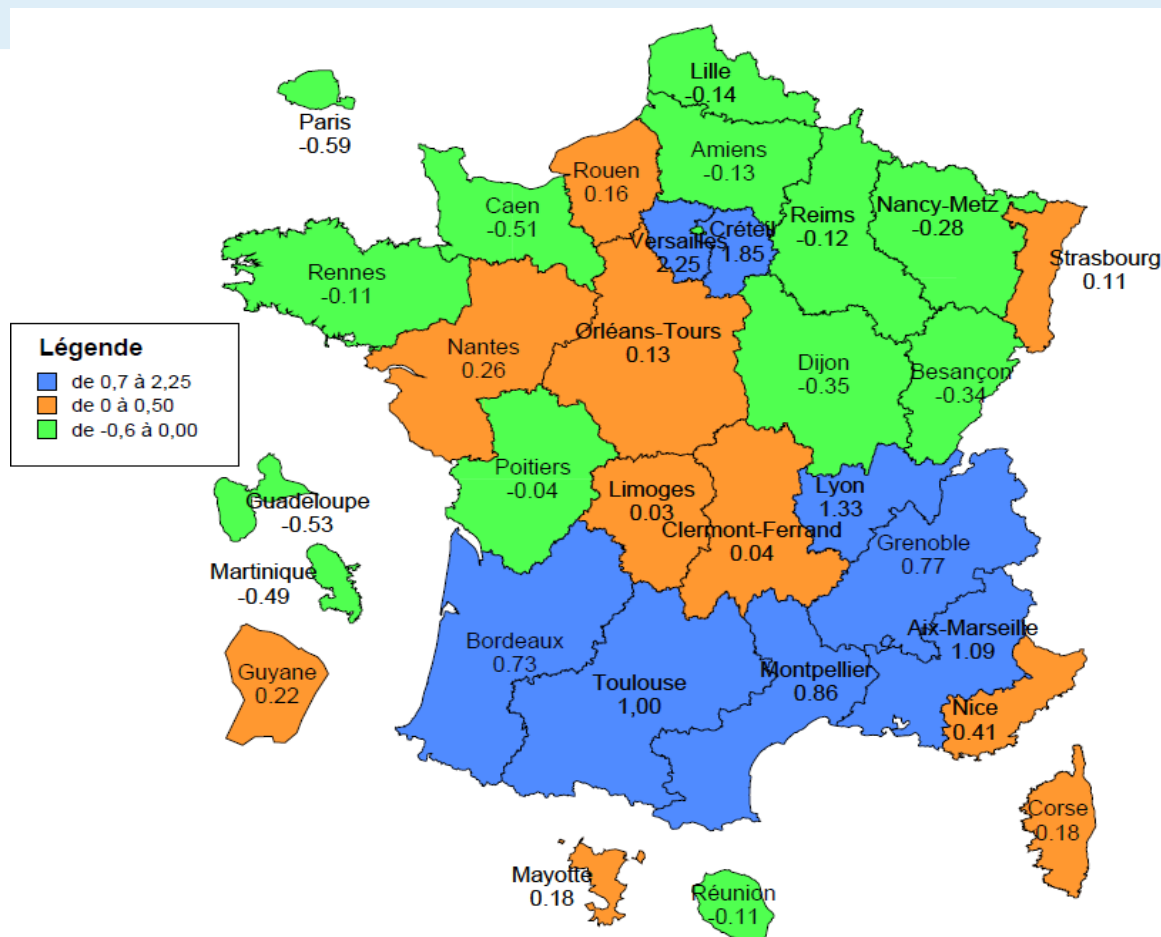 Lille
-0.14
Paris
-0.59
Amiens
-0.13
Rouen
0.16
Caen
-0.51
Versailles
2.25
Créteil
1.85
Reims
-0.12
Nancy-Metz
-0.28
Strasbourg
0.11
Rennes
-0.11
Nantes
0.26
Orléans-Tours
0.13
Dijon
-0.35
Besançon
-0.34
Légende
de 0,7 à 2,25
de 0 à 0,50
de -0,6 à 0,00
Poitiers
-0.04
Limoges
0.03
Clermont-Ferrand
0.04
Lyon
1.33
Grenoble
0.77
Guadeloupe
-0.53
Martinique
-0.49
Guyane
0.22
Bordeaux
0.73
Toulouse
1,00
Montpellier
0.86
Aix-Marseille
1.09
Nice
0.41
Corse
0.18
Mayotte
0.18
Réunion
-0.11